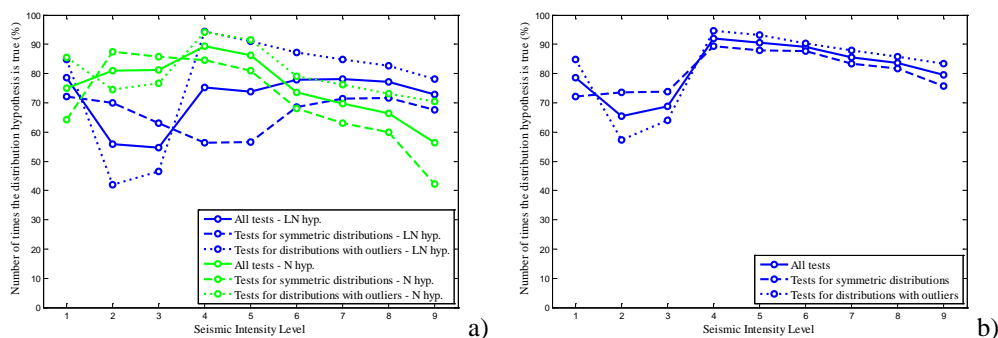 Number of times the distribution hypothesis is true (%)
100
90
80
70
60
50
40
30
20
10
0
1 2 3 4 5 6 7 8 9
Seismic Intensity Level
All tests - LN hyp.
Tests for symmetric distributions - LN hyp.
Tests for distributions with outliers - LN hyp.
All tests - N hyp.
Tests for symmetric distributions - N hyp.
Tests for distributions with outliers - N hyp.
a)
Number of times the distribution hypothesis is true (%)
100
90
80
70
60
50
40
30
20
10
0
1 2 3 4 5 6 7 8 9
Seismic Intensity Level
All tests
Tests for symmetric distributions
Tests for distributions with outliers
b)